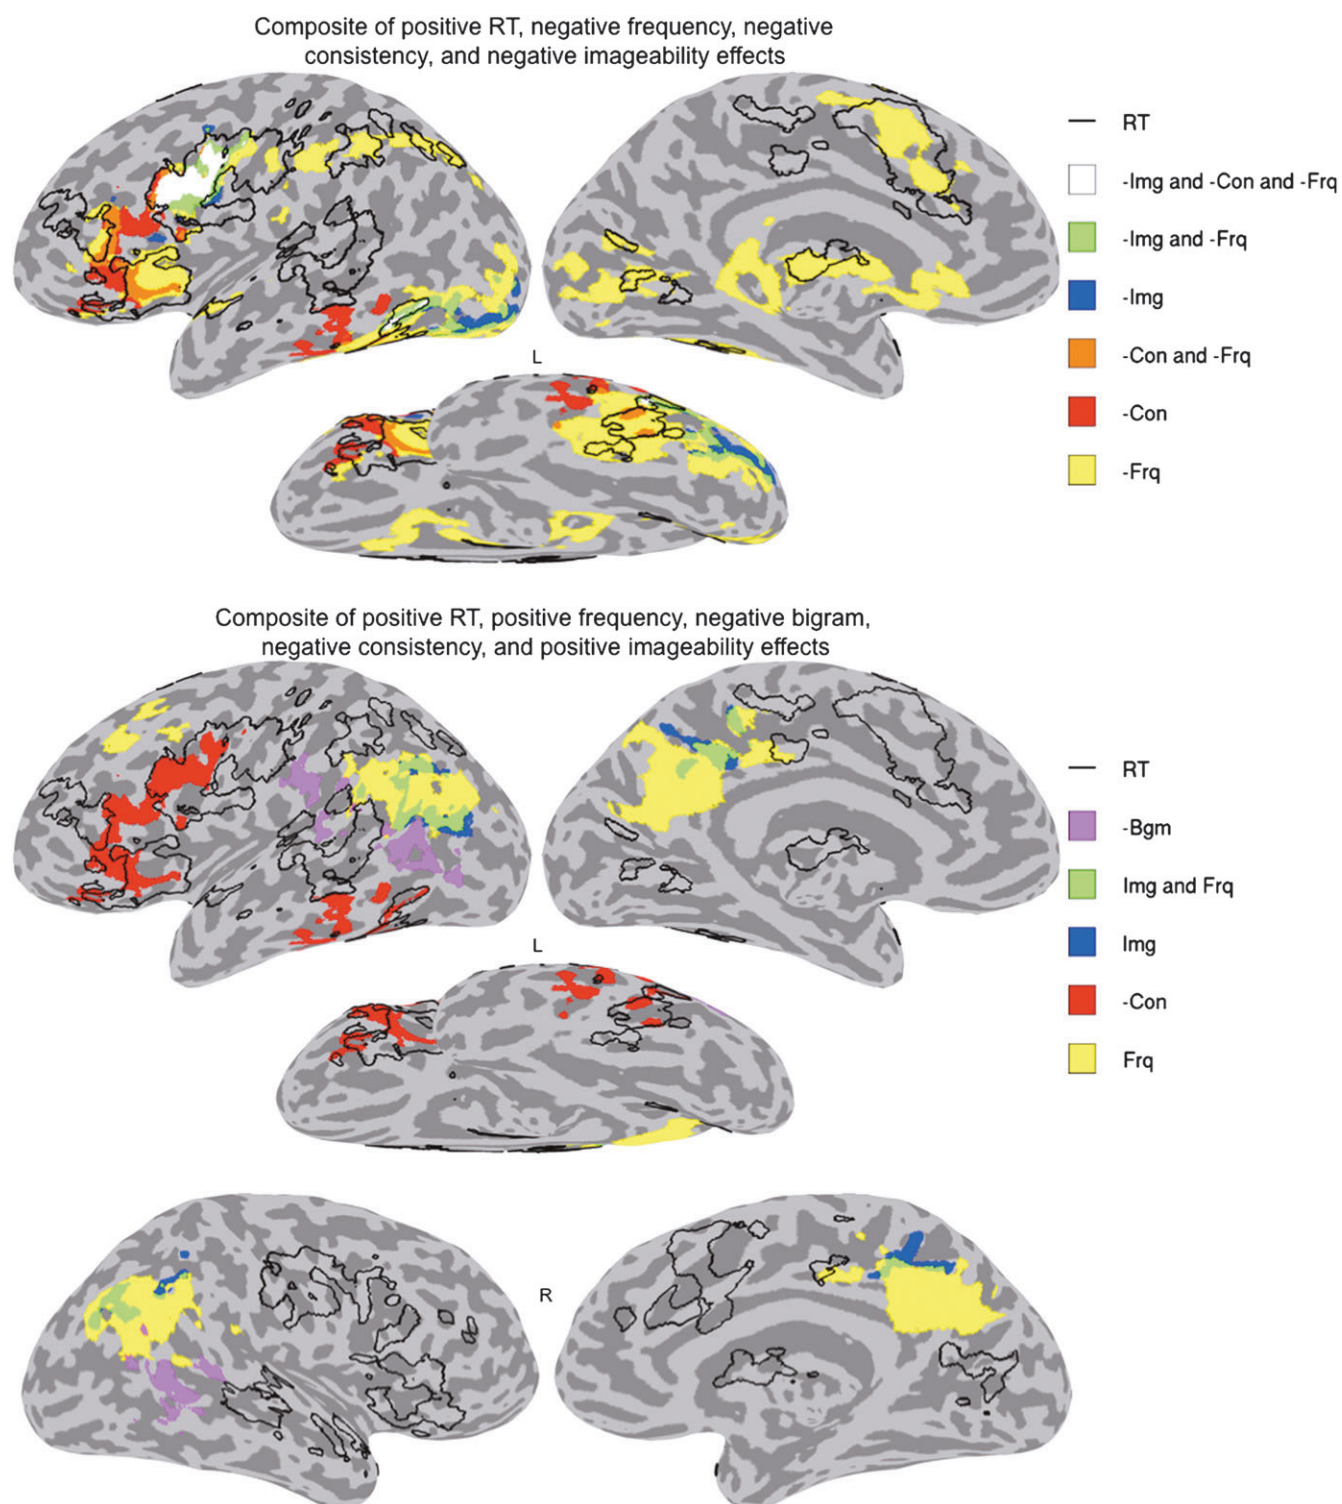 Composite of positive RT, negative frequency, negative
consistency, and negative imageability effects
RT
-Img and -Con and -Frq
-Img and -Frq
-Img
-Con and -Frq
-Con
-Frq
L
Composite of positive RT, positive frequency, negative bigram,
negative consistency, and positive imageability effects
RT
-Bgm
Img and Frq
Img
-Con
Frq
L
R